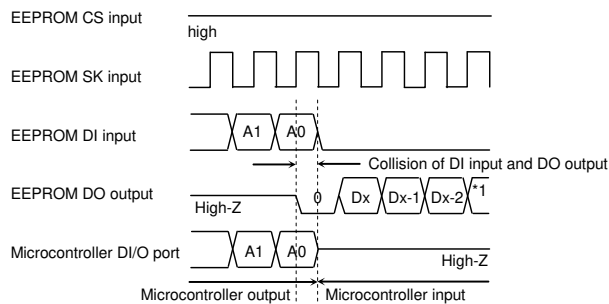 EEPROM CS input
high
EEPROM SK input
EEPROM DI input
A1 A0
Collision of DI input and DO output
EEPROM DO output
High-Z
0 Dx Dx-1 Dx-2 *1
Microcontroller DI/O port
A1 A0
High-Z
Microcontroller output Microcontroller input